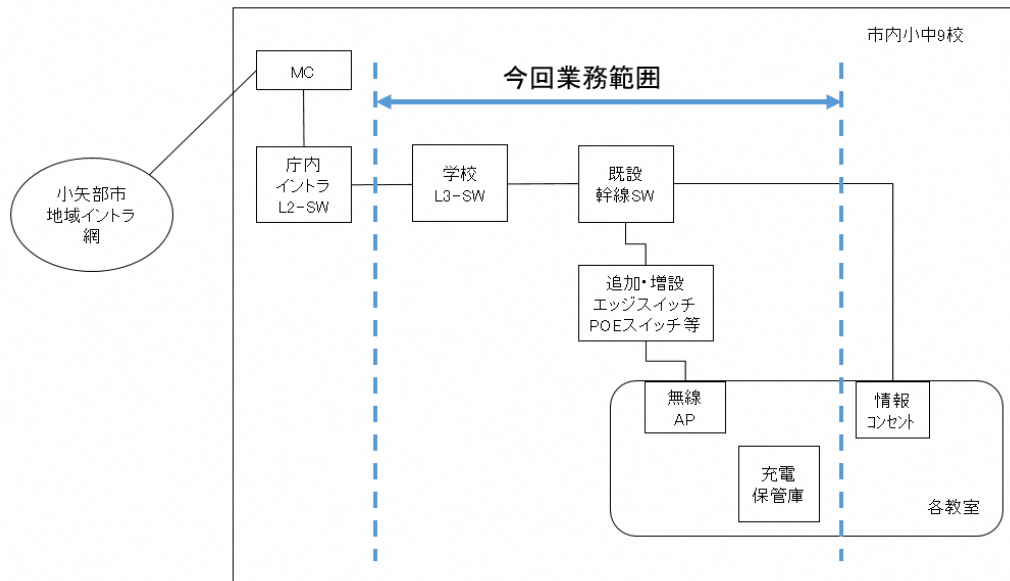 市内小中9校
MC
今回業務範囲
小矢部市
地域イントラ
網
庁内
イントラ
L2-SW
学校
L3-SW
既設
幹線SW
追加・増設
エッジスイッチ
POEスイッチ等
無線
AP
情報
コンセント
充電
保管庫
各教室